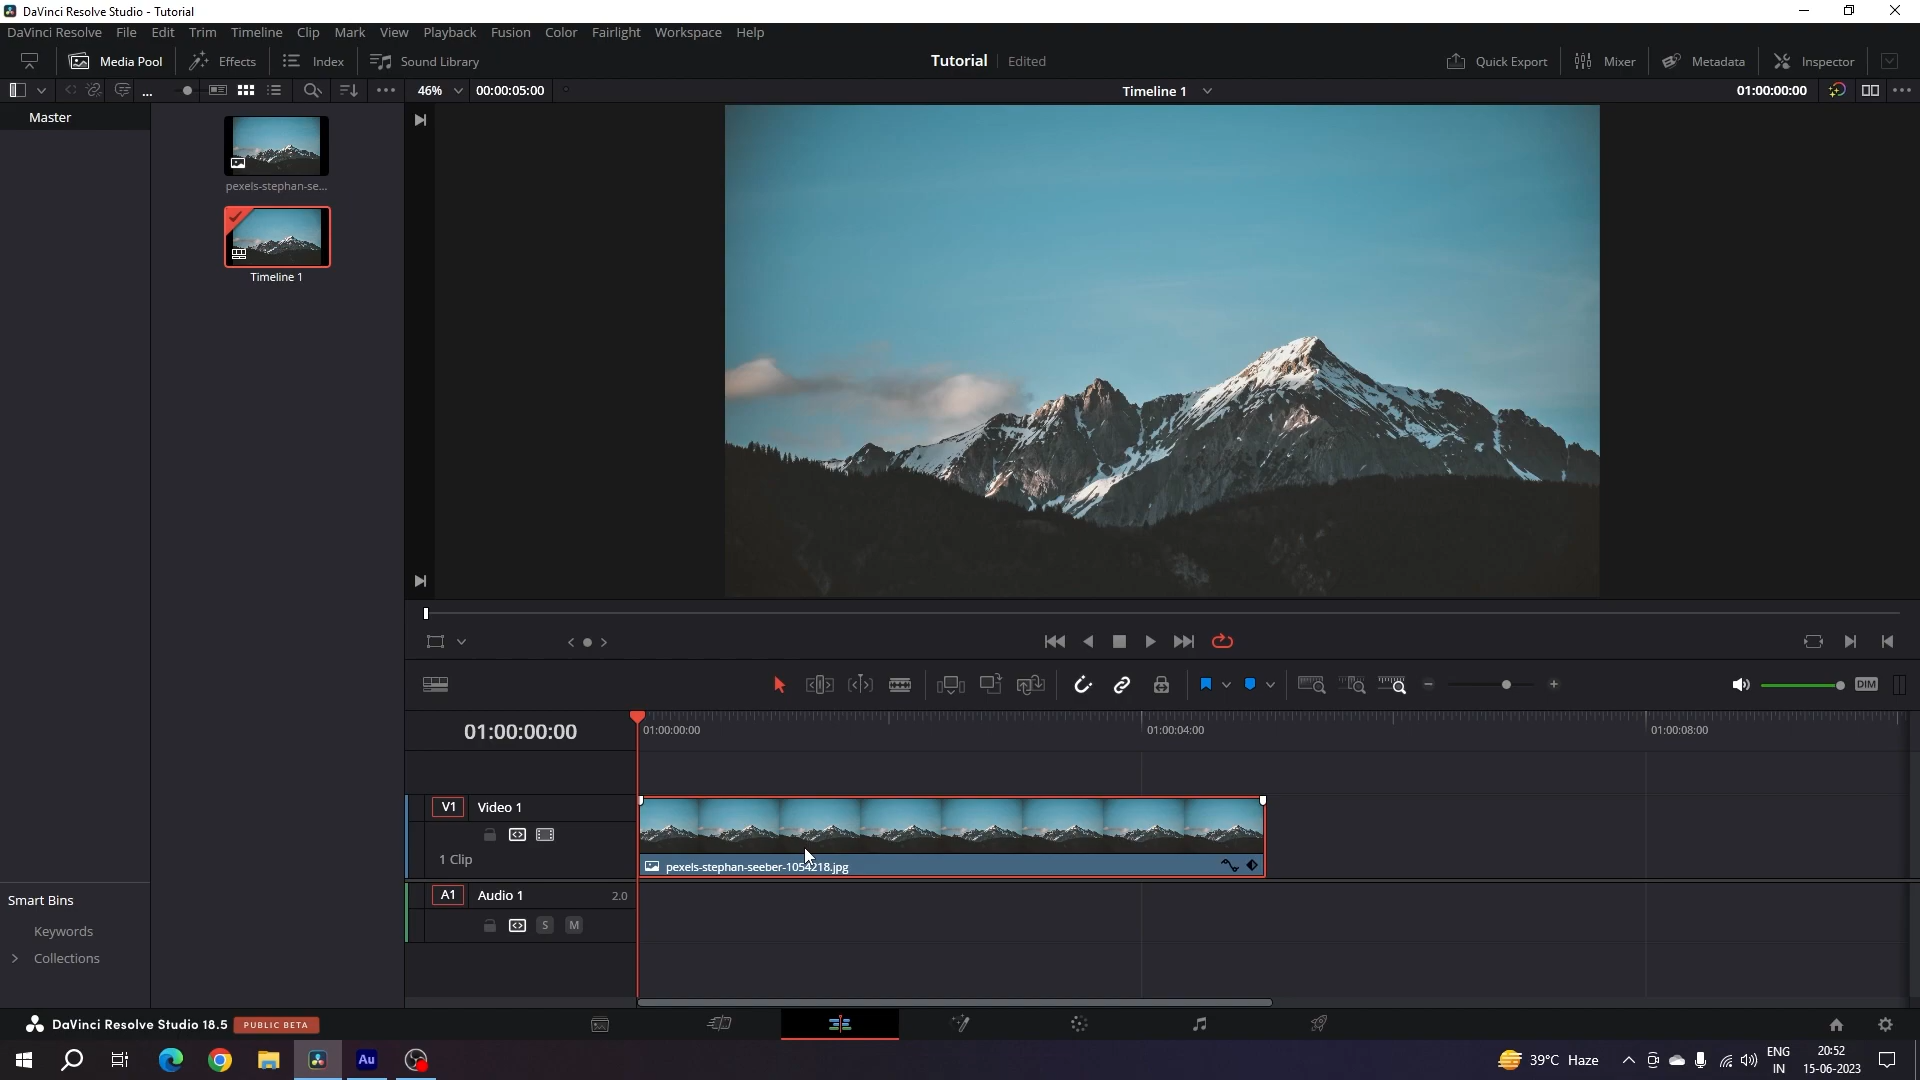 DaVinci Resolve Studio - Tutorial
DaVinci Resolve File Edit Trim Timeline Clip Mark View Playback Fusion Color Fairlight Workspace Help
Media Pool Effects Index Sound Library Tutorial Edited Quick Export Mixer Metadata Inspector
46% 00:00:05:00 Timeline 1 01:00:00:00
Master
pexels-stephan-se...
Timeline 1
DIM
01:00:00:00 01:00:00:00 01:00:04:00 01:00:08:00
V1 Video 1
1 Clip
pexels-stephan-seeber-1054218.jpg
A1 Audio 1 2.0
S M
Smart Bins
Keywords
Collections
DaVinci Resolve Studio 18.5 PUBLIC BETA
Au 39°C Haze ENG IN 20:52 15-06-2023